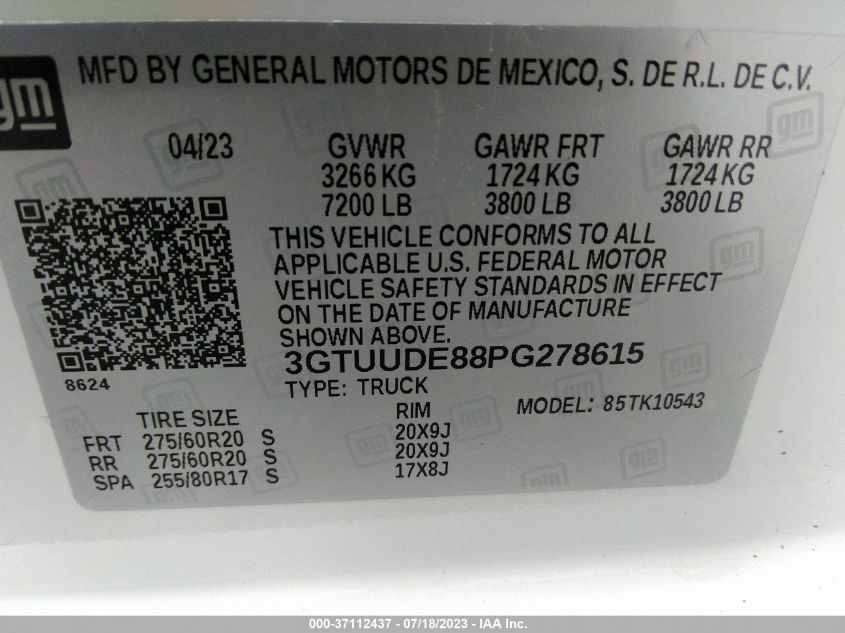 gm
MFD BY GENERAL MOTORS DE MEXICO, S. DE R.L. DE C.V.
04/23 GVWR GAWR FRT GAWR RR
3266 KG 1724 KG 1724 KG
7200 LB 3800 LB 3800 LB
THIS VEHICLE CONFORMS TO ALL
APPLICABLE U.S. FEDERAL MOTOR
VEHICLE SAFETY STANDARDS IN EFFECT
ON THE DATE OF MANUFACTURE
SHOWN ABOVE.
3GTUUDE88PG278615
8624
TYPE: TRUCK
TIRE SIZE RIM MODEL: 85TK10543
FRT 275/60R20 S 20X9J
RR 275/60R20 S 20X9J
SPA 255/80R17 S 17X8J
000-37112437 - 07/18/2023 - IAA Inc.